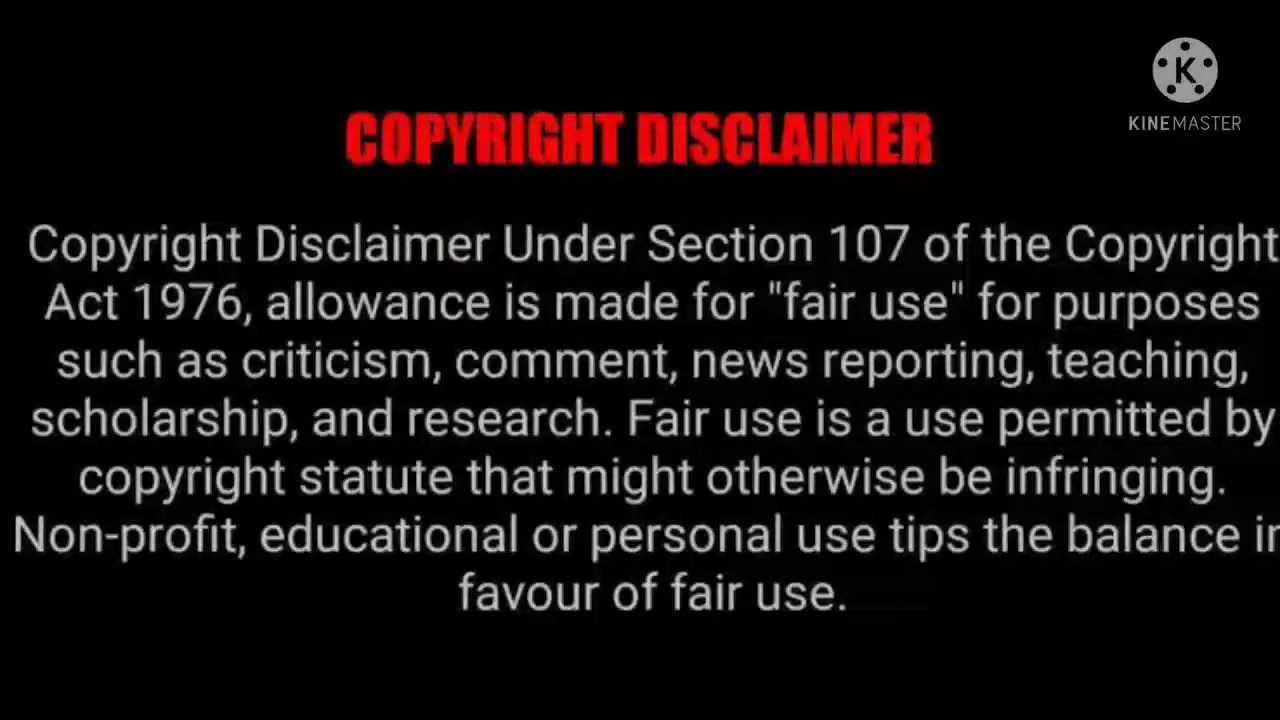 K
KINEMASTER
COPYRIGHT DISCLAIMER
Copyright Disclaimer Under Section 107 of the Copyright
Act 1976, allowance is made for "fair use" for purposes
such as criticism, comment, news reporting, teaching,
scholarship, and research. Fair use is a use permitted by
copyright statute that might otherwise be infringing.
Non-profit, educational or personal use tips the balance in
favour of fair use.